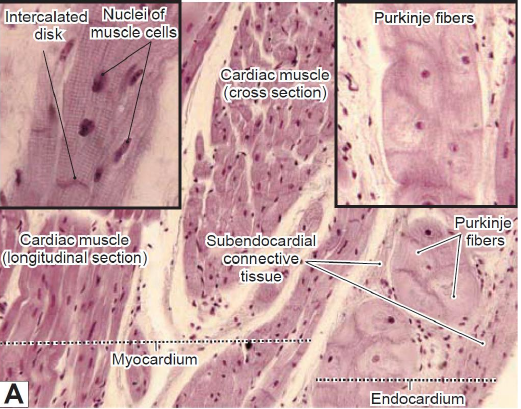 Intercalated
disk
Nuclei of
muscle cells
Purkinje fibers
Cardiac muscle
(cross section)
Cardiac muscle
(longitudinal section)
Subendocardial
connective
tissue
Purkinje
fibers
Myocardium
Endocardium
A